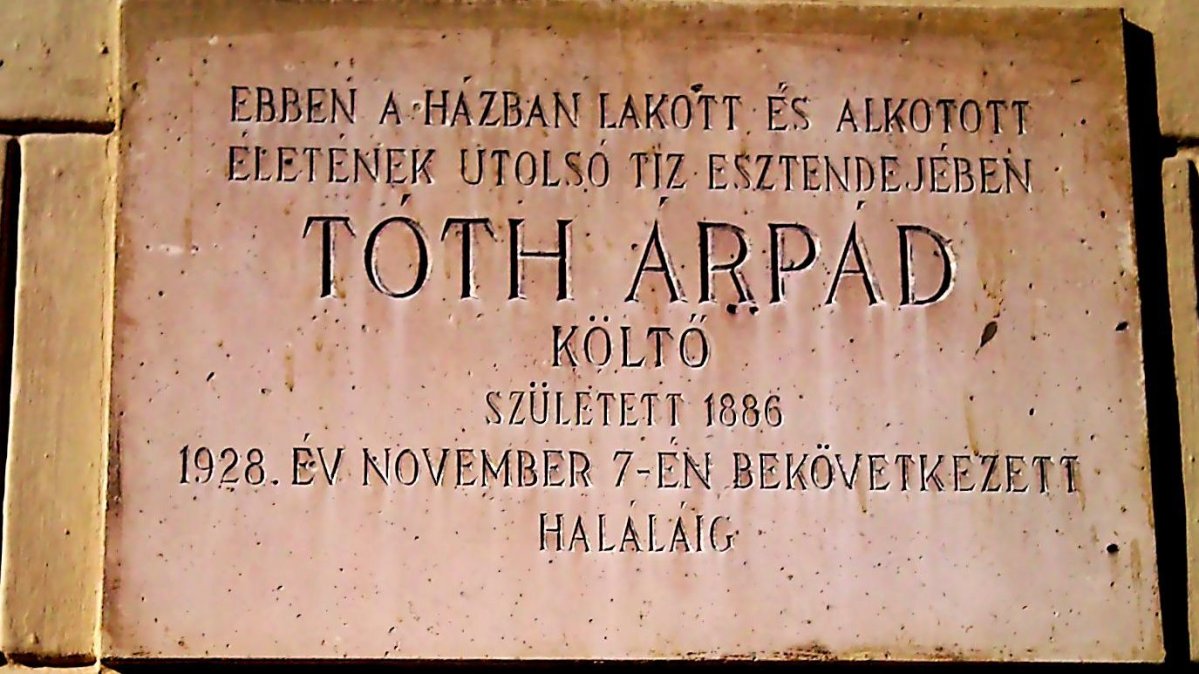 EBBEN A HÁZBAN LAKOTT ÉS ALKOTOTT
ÉLETÉNEK UTOLSÓ TÍZ ESZTENDEJÉBEN
TÓTH ÁRPÁD
KÖLTŐ
SZÜLETETT 1886
1928. ÉV NOVEMBER 7-ÉN BEKÖVETKEZETT
HALÁLÁIG